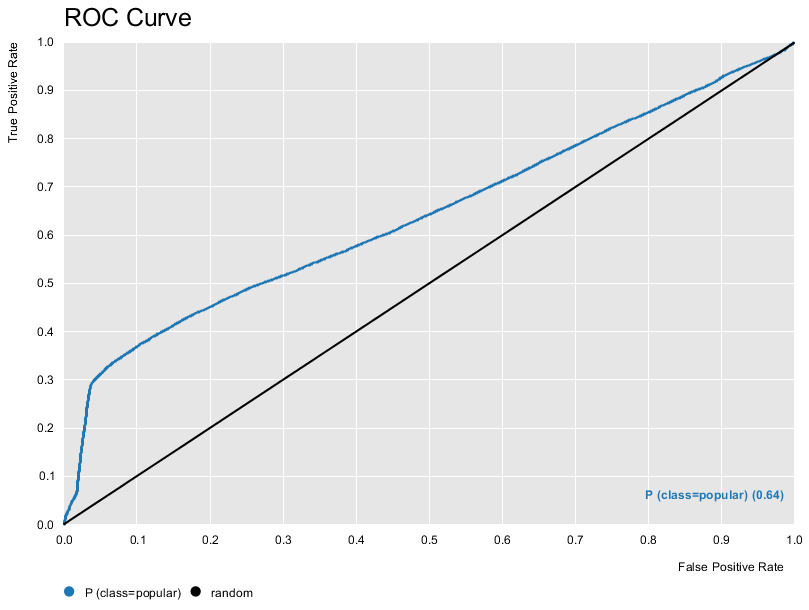 ROC Curve
True Positive Rate
1.0
0.9
0.8
0.7
0.6
0.5
0.4
0.3
0.2
0.1
0.0
P (class=popular) (0.64)
0.0 0.1 0.2 0.3 0.4 0.5 0.6 0.7 0.8 0.9 1.0
False Positive Rate
P (class=popular) random